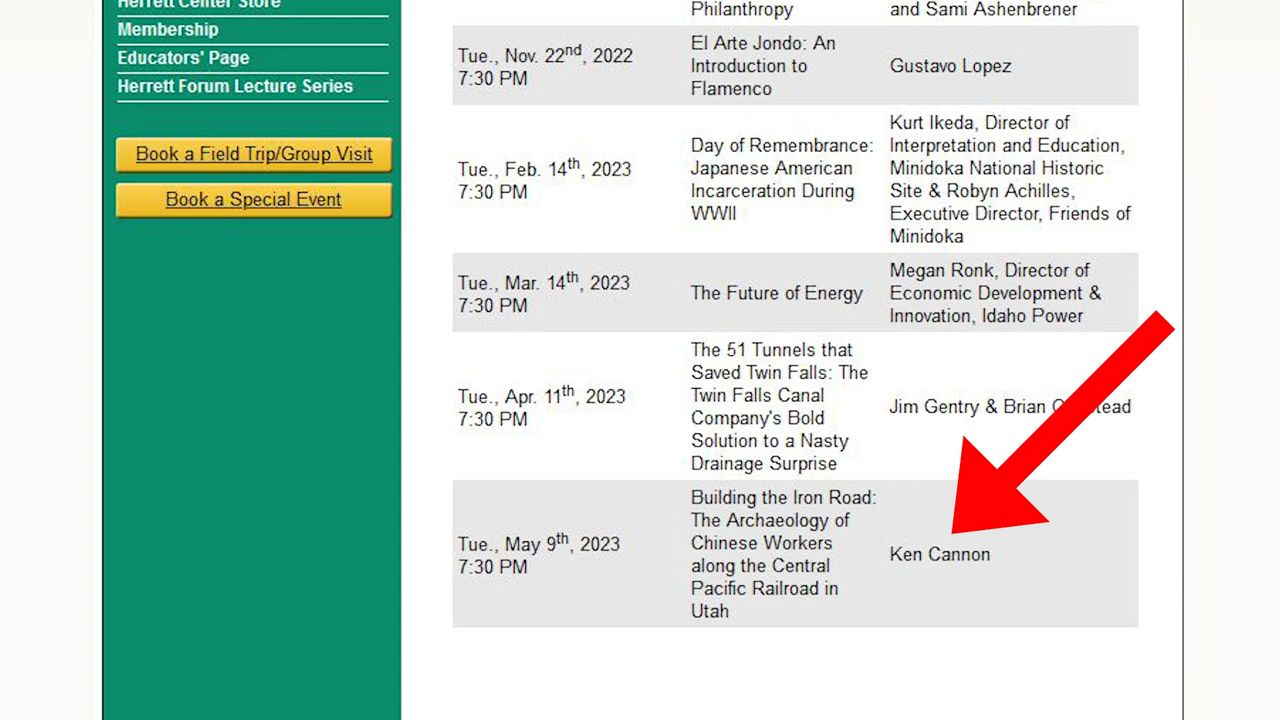 Herrett Center Store
Membership
Educators' Page
Herrett Forum Lecture Series
Book a Field Trip/Group Visit
Book a Special Event
Philanthropy
and Sami Ashenbrener
Tue., Nov. 22nd, 2022
7:30 PM
El Arte Jondo: An
Introduction to
Flamenco
Gustavo Lopez
Tue., Feb. 14th, 2023
7:30 PM
Day of Remembrance:
Japanese American
Incarceration During
WWII
Kurt Ikeda, Director of
Interpretation and Education,
Minidoka National Historic
Site & Robyn Achilles,
Executive Director, Friends of
Minidoka
Tue., Mar. 14th, 2023
7:30 PM
The Future of Energy
Megan Ronk, Director of
Economic Development &
Innovation, Idaho Power
Tue., Apr. 11th, 2023
7:30 PM
The 51 Tunnels that
Saved Twin Falls: The
Twin Falls Canal
Company's Bold
Solution to a Nasty
Drainage Surprise
Jim Gentry & Brian
Tue., May 9th, 2023
7:30 PM
Building the Iron Road:
The Archaeology of
Chinese Workers
along the Central
Pacific Railroad in
Utah
Ken Cannon